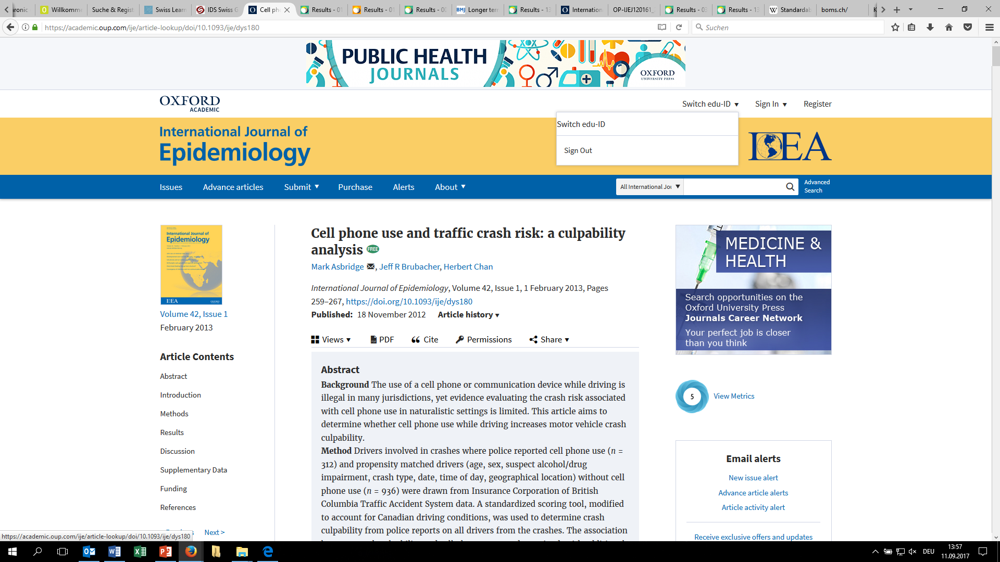 ronic
Willkomme
Suche & Regist
Swiss Learn
IDS Swiss G
Cell ph
Results - 01
Results - 01
Results - 00
BMJ Longer ter
Results - 13
Internation
OP-IJEJ120161_
Results - 03
Results - 13
W Standardab
boms.ch/
https://academic.oup.com/ije/article-lookup/doi/10.1093/ije/dys180
Suchen
PUBLIC HEALTH
JOURNALS
OXFORD
UNIVERSITY PRESS
OXFORD
ACADEMIC
Switch edu-ID ▼
Sign In ▼
Register
Switch edu-ID
Sign Out
International Journal of
Epidemiology
IEA
Issues
Advance articles
Submit ▼
Purchase
Alerts
About ▼
All International Jou ▼
Advanced
Search
International Journal of
Epidemiology
IEA
Volume 42, Issue 1
February 2013
Article Contents
Abstract
Introduction
Methods
Results
Discussion
Supplementary Data
Funding
References
Next >
Cell phone use and traffic crash risk: a culpability
analysis FREE
Mark Asbridge, Jeff R Brubacher, Herbert Chan
International Journal of Epidemiology, Volume 42, Issue 1, 1 February 2013, Pages
259–267, https://doi.org/10.1093/ije/dys180
Published: 18 November 2012 Article history ▾
Views ▾
PDF
Cite
Permissions
Share ▾
Abstract
Background The use of a cell phone or communication device while driving is
illegal in many jurisdictions, yet evidence evaluating the crash risk associated
with cell phone use in naturalistic settings is limited. This article aims to
determine whether cell phone use while driving increases motor vehicle crash
culpability.
Method Drivers involved in crashes where police reported cell phone use (n =
312) and propensity matched drivers (age, sex, suspect alcohol/drug
impairment, crash type, date, time of day, geographical location) without cell
phone use (n = 936) were drawn from Insurance Corporation of British
Columbia Traffic Accident System data. A standardized scoring tool, modified
to account for Canadian driving conditions, was used to determine crash
culpability from police reports on all drivers from the crashes. The association
MEDICINE &
HEALTH
Search opportunities on the
Oxford University Press
Journals Career Network
Your perfect job is closer
than you think
5
View Metrics
Email alerts
New issue alert
Advance article alerts
Article activity alert
Receive exclusive offers and updates
https://academic.oup.com/ije/article-lookup/doi/10.1093/ije/dys180
DEU
13:57
11.09.2017